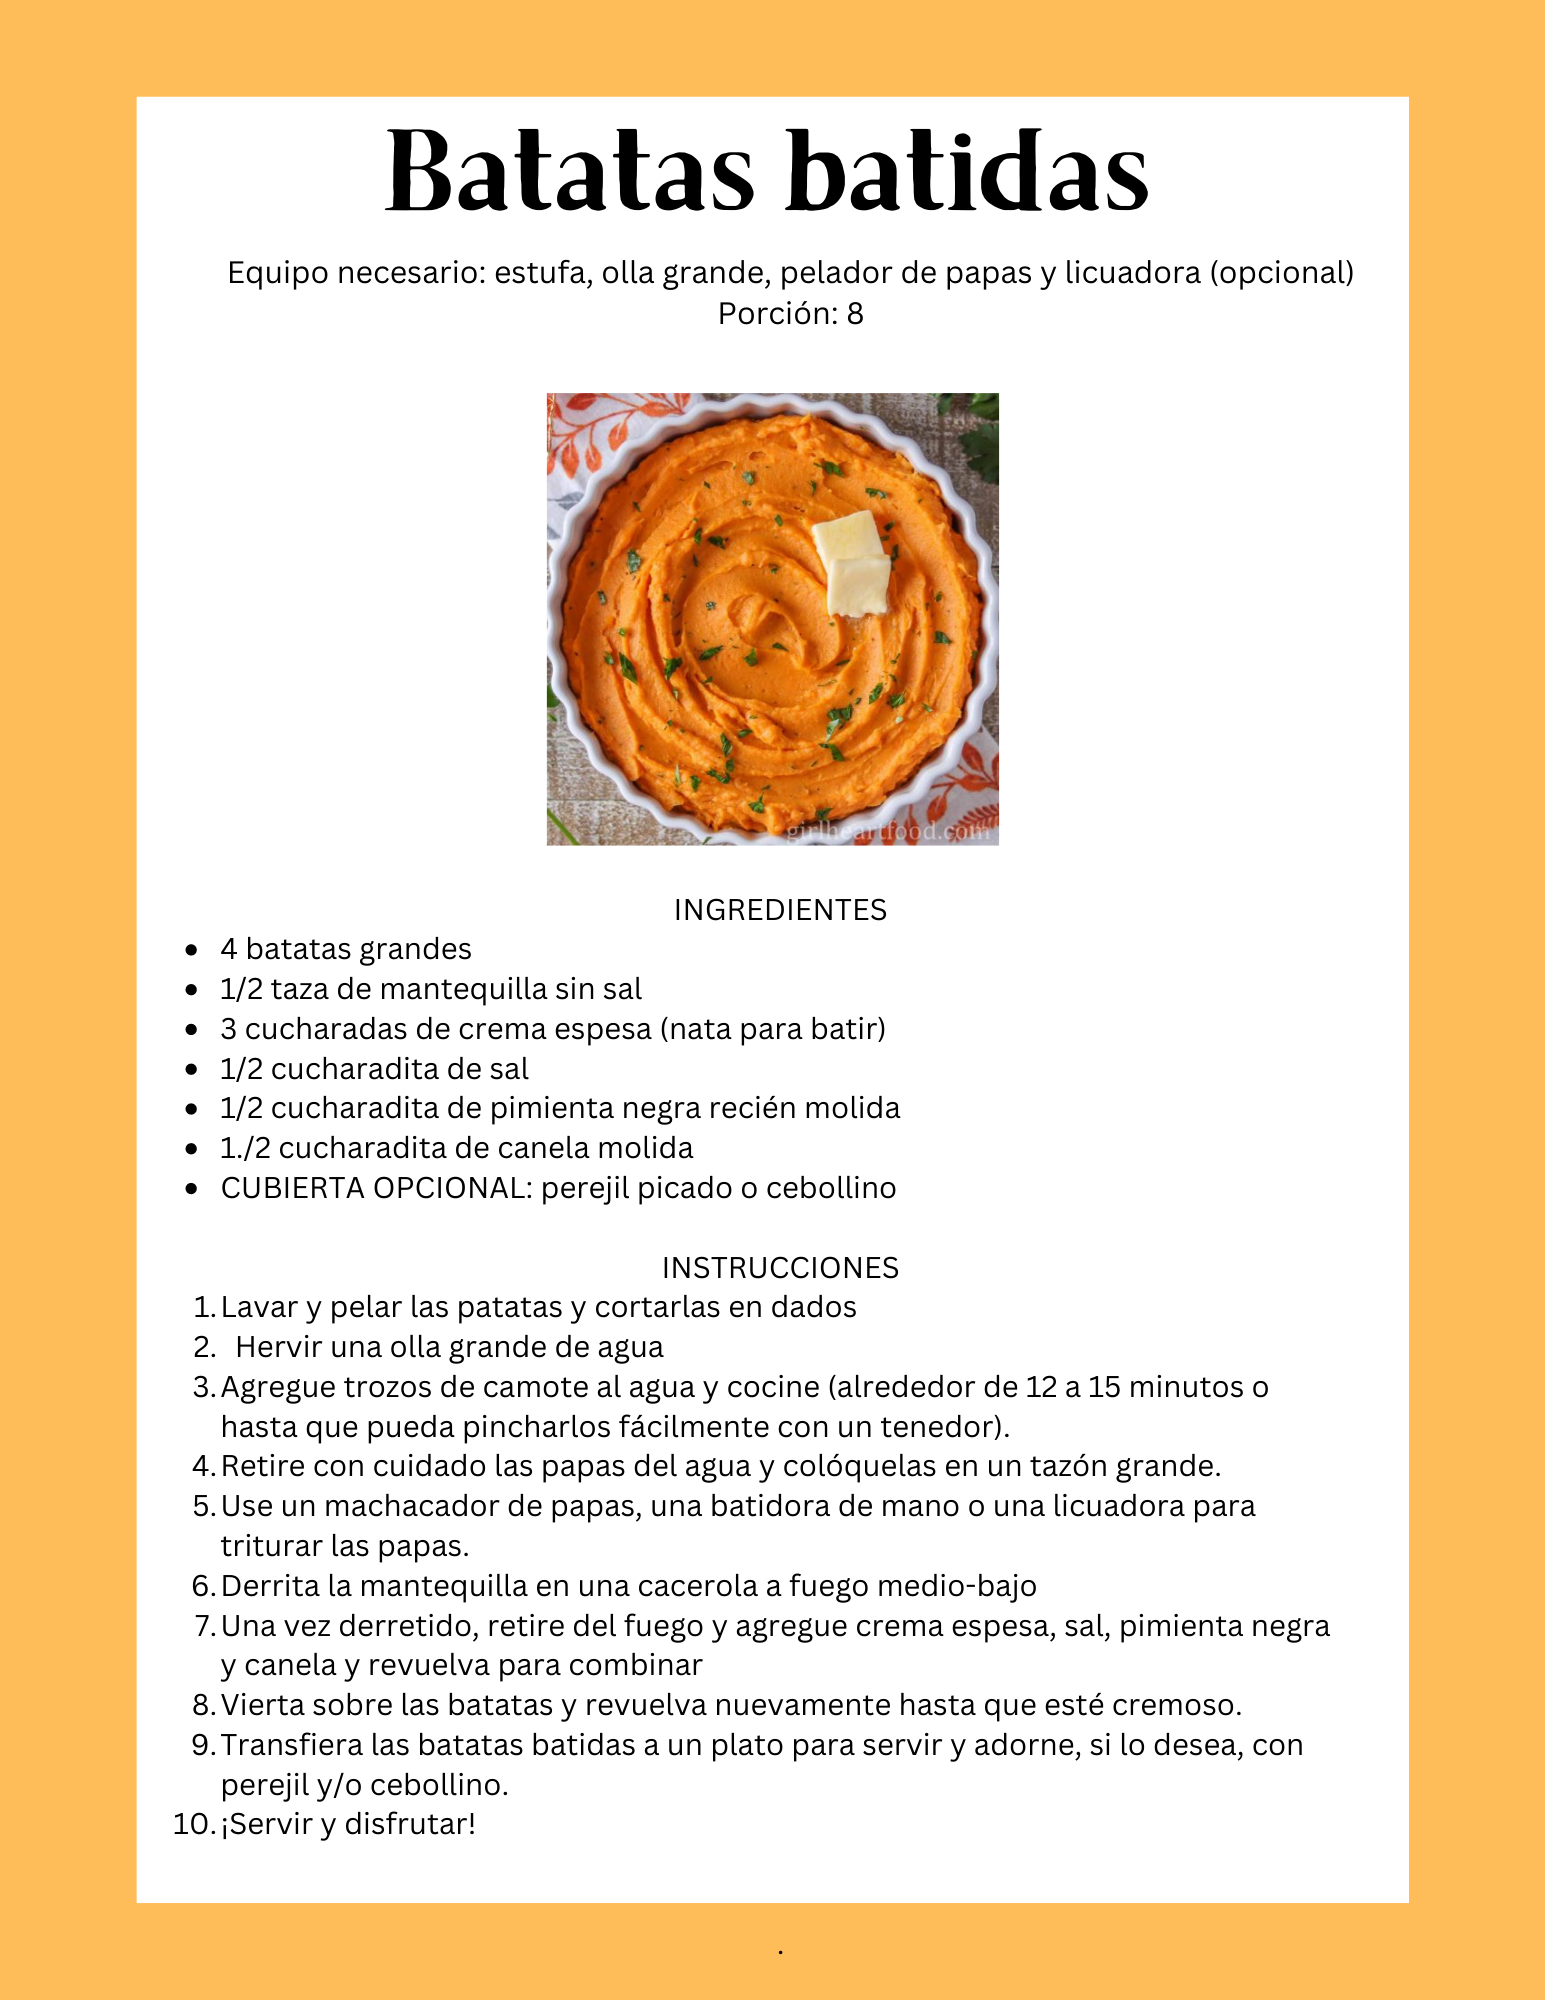 Batatas batidas
Equipo necesario: estufa, olla grande, pelador de papas y licuadora (opcional)
Porción: 8
girlheartfood.com
INGREDIENTES
• 4 batatas grandes
• 1/2 taza de mantequilla sin sal
• 3 cucharadas de crema espesa (nata para batir)
• 1/2 cucharadita de sal
• 1/2 cucharadita de pimienta negra recién molida
• 1./2 cucharadita de canela molida
• CUBIERTA OPCIONAL: perejil picado o cebollino
INSTRUCCIONES
1. Lavar y pelar las patatas y cortarlas en dados
2. Hervir una olla grande de agua
3. Agregue trozos de camote al agua y cocine (alrededor de 12 a 15 minutos o
hasta que pueda pincharlos fácilmente con un tenedor).
4. Retire con cuidado las papas del agua y colóquelas en un tazón grande.
5. Use un machacador de papas, una batidora de mano o una licuadora para
triturar las papas.
6. Derrita la mantequilla en una cacerola a fuego medio-bajo
7. Una vez derretido, retire del fuego y agregue crema espesa, sal, pimienta negra
y canela y revuelva para combinar
8. Vierta sobre las batatas y revuelva nuevamente hasta que esté cremoso.
9. Transfiera las batatas batidas a un plato para servir y adorne, si lo desea, con
perejil y/o cebollino.
10. ¡Servir y disfrutar!
.